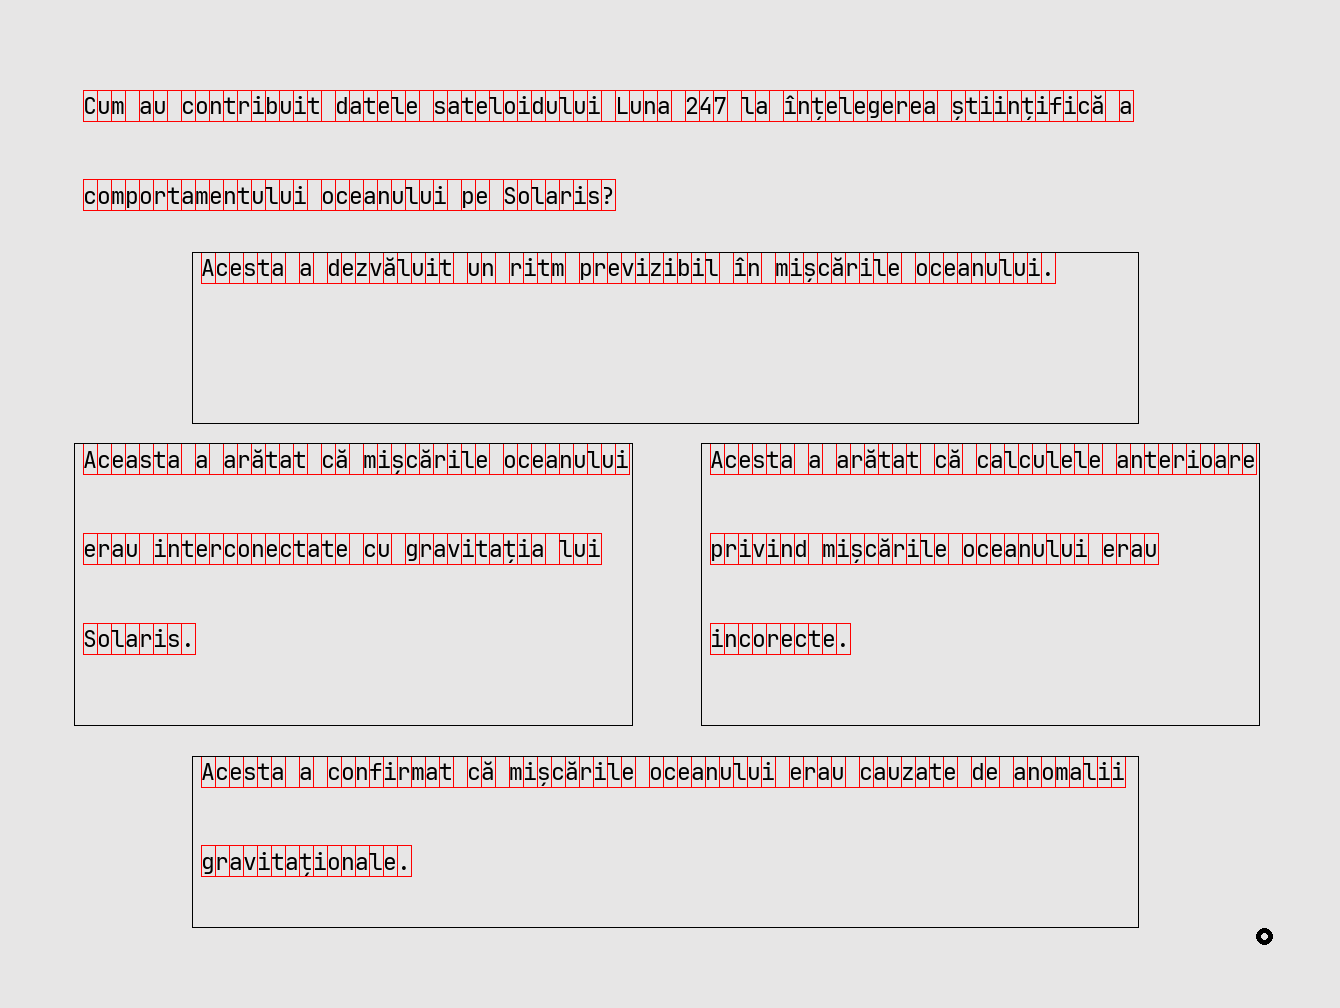 Cum au contribuit datele sateloidului Luna 247 la înțelegerea științifică a
comportamentului oceanului pe Solaris?
Acesta a dezvăluit un ritm previzibil în mișcările oceanului.
Aceasta a arătat că mișcările oceanului
erau interconectate cu gravitația lui
Solaris.
Acesta a arătat că calculele anterioare
privind mișcările oceanului erau
incorecte.
Acesta a confirmat că mișcările oceanului erau cauzate de anomalii
gravitaționale.